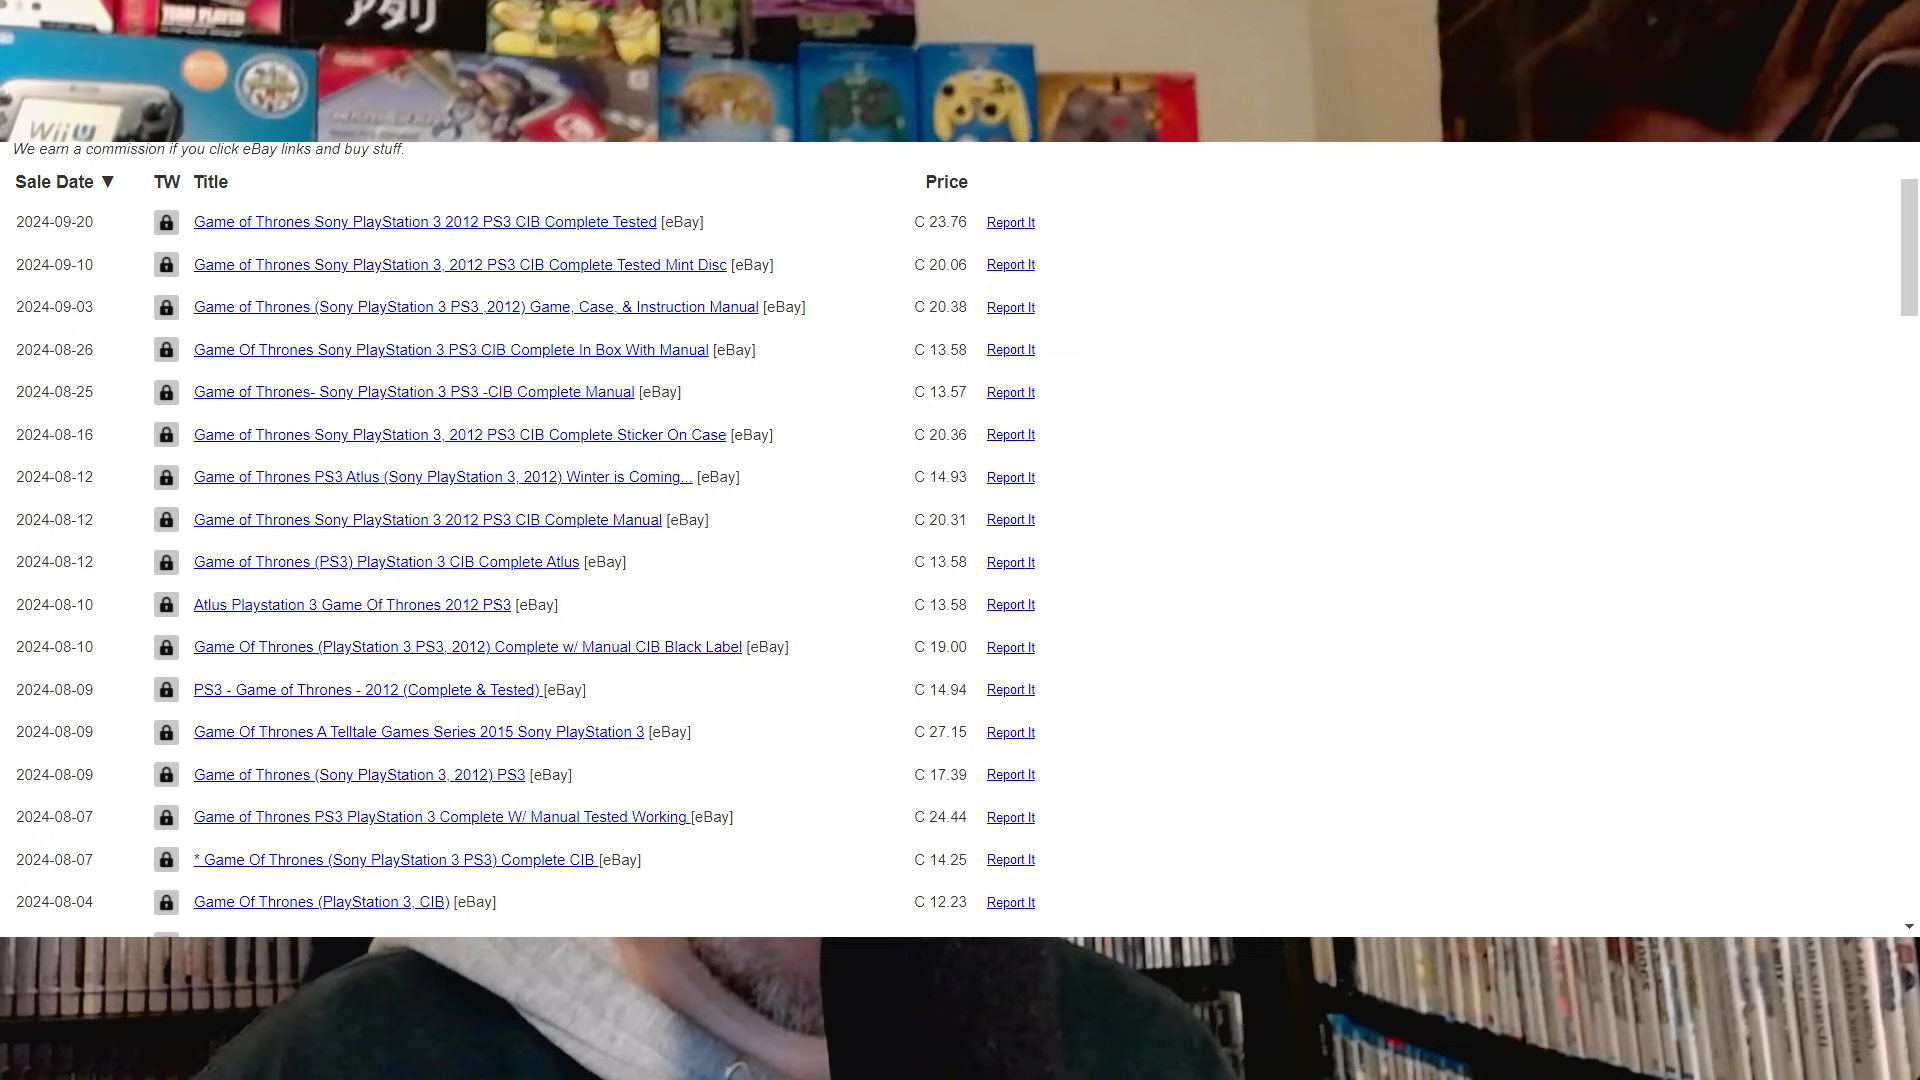 アタリ
Wii U
We earn a commission if you click eBay links and buy stuff.
Sale Date ▼ TW Title Price
2024-09-20 Game of Thrones Sony PlayStation 3 2012 PS3 CIB Complete Tested [eBay] C 23.76 Report It
2024-09-10 Game of Thrones Sony PlayStation 3, 2012 PS3 CIB Complete Tested Mint Disc [eBay] C 20.06 Report It
2024-09-03 Game of Thrones (Sony PlayStation 3 PS3 ,2012) Game, Case, & Instruction Manual [eBay] C 20.38 Report It
2024-08-26 Game Of Thrones Sony PlayStation 3 PS3 CIB Complete In Box With Manual [eBay] C 13.58 Report It
2024-08-25 Game of Thrones- Sony PlayStation 3 PS3 -CIB Complete Manual [eBay] C 13.57 Report It
2024-08-16 Game of Thrones Sony PlayStation 3, 2012 PS3 CIB Complete Sticker On Case [eBay] C 20.36 Report It
2024-08-12 Game of Thrones PS3 Atlus (Sony PlayStation 3, 2012) Winter is Coming... [eBay] C 14.93 Report It
2024-08-12 Game of Thrones Sony PlayStation 3 2012 PS3 CIB Complete Manual [eBay] C 20.31 Report It
2024-08-12 Game of Thrones (PS3) PlayStation 3 CIB Complete Atlus [eBay] C 13.58 Report It
2024-08-10 Atlus Playstation 3 Game Of Thrones 2012 PS3 [eBay] C 13.58 Report It
2024-08-10 Game Of Thrones (PlayStation 3 PS3, 2012) Complete w/ Manual CIB Black Label [eBay] C 19.00 Report It
2024-08-09 PS3 - Game of Thrones - 2012 (Complete & Tested) [eBay] C 14.94 Report It
2024-08-09 Game Of Thrones A Telltale Games Series 2015 Sony PlayStation 3 [eBay] C 27.15 Report It
2024-08-09 Game of Thrones (Sony PlayStation 3, 2012) PS3 [eBay] C 17.39 Report It
2024-08-07 Game of Thrones PS3 PlayStation 3 Complete W/ Manual Tested Working [eBay] C 24.44 Report It
2024-08-07 * Game Of Thrones (Sony PlayStation 3 PS3) Complete CIB [eBay] C 14.25 Report It
2024-08-04 Game Of Thrones (PlayStation 3, CIB) [eBay] C 12.23 Report It